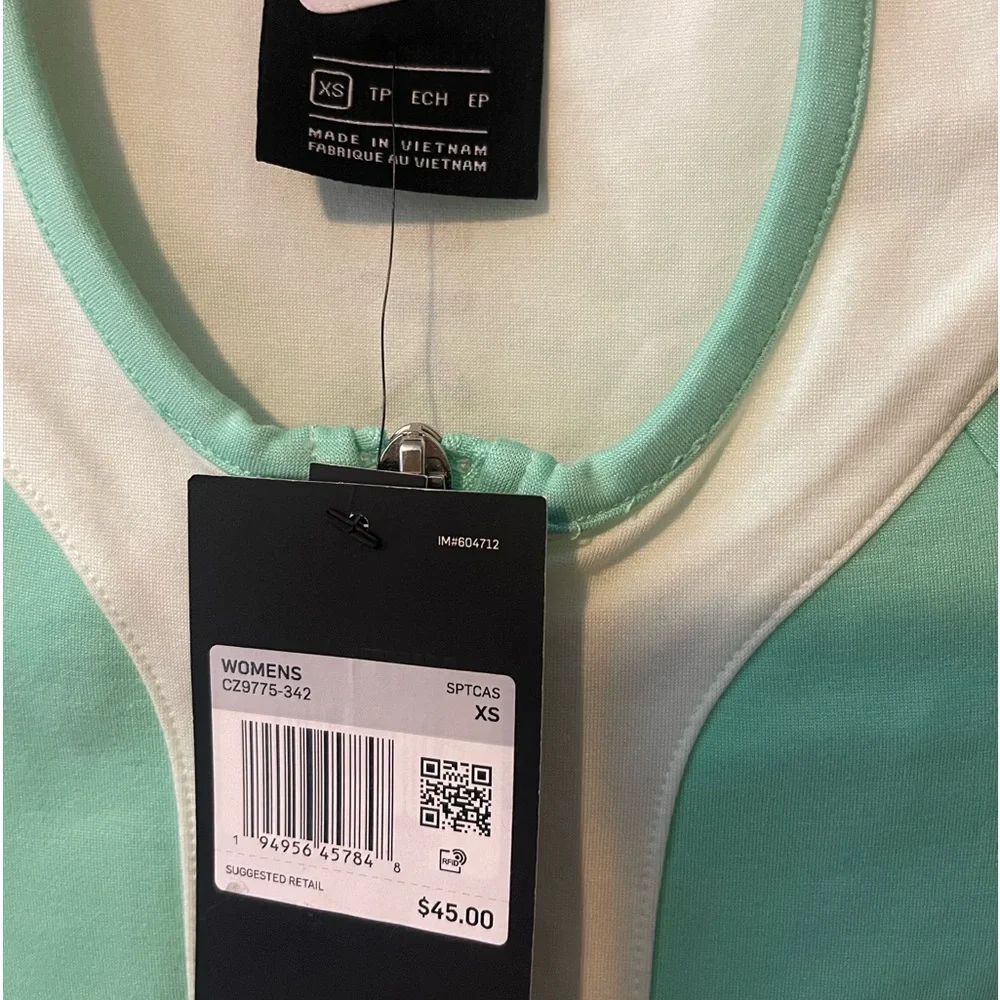 XS TP ECH EP
MADE IN VIETNAM
FABRIQUE AU VIETNAM
IM#604712
WOMENS
CZ9775-342
SPTCAS
XS
1 94956 45784 8
RFID
SUGGESTED RETAIL
$45.00